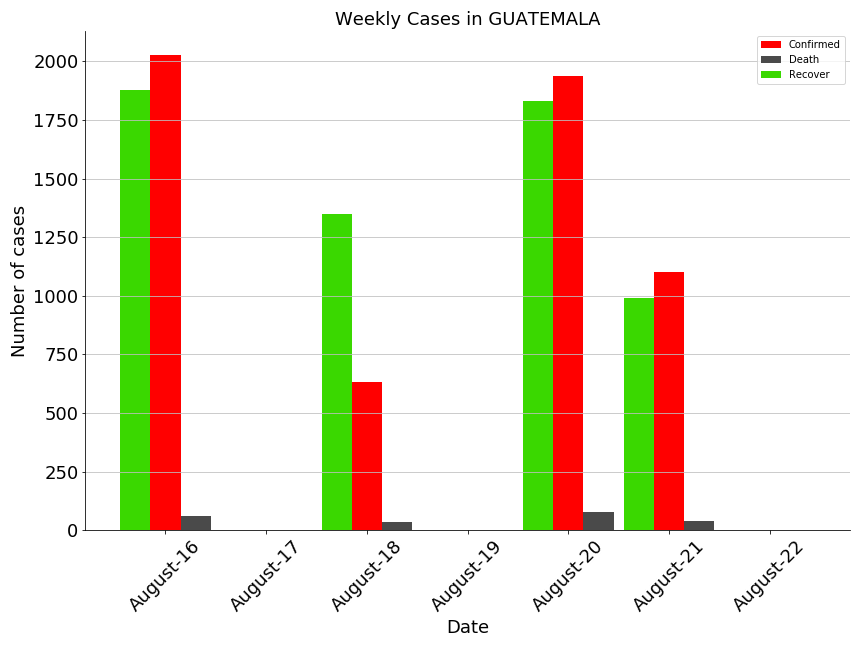 Weekly Cases in GUATEMALA
Confirmed
Death
Recover
Number of cases
2000
1750
1500
1250
1000
750
500
250
0
August-16
August-17
August-18
August-19
August-20
August-21
August-22
Date